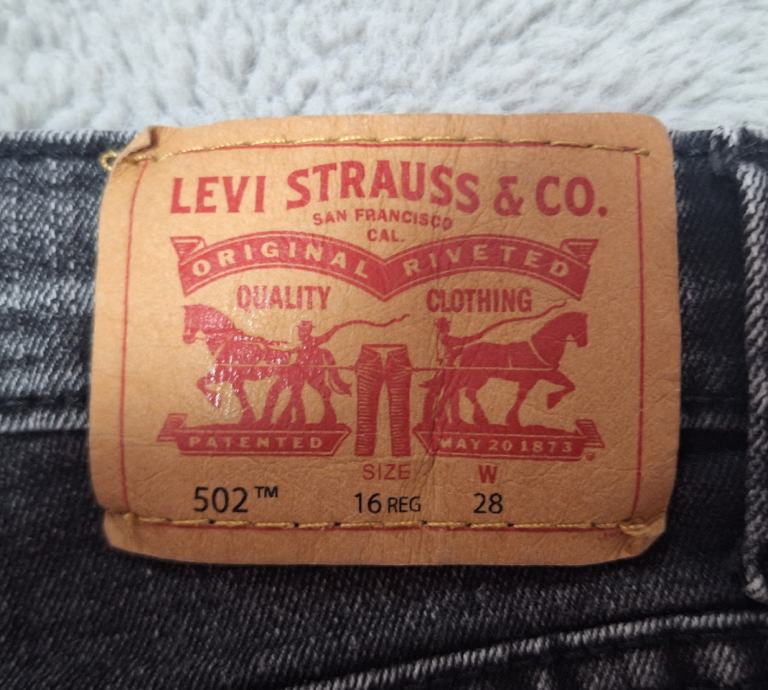 LEVI STRAUSS & CO.
SAN FRANCISCO
CAL.
ORIGINAL RIVETED
QUALITY CLOTHING
PATENTED MAY 20 1873
SIZE W
502™ 16 REG 28